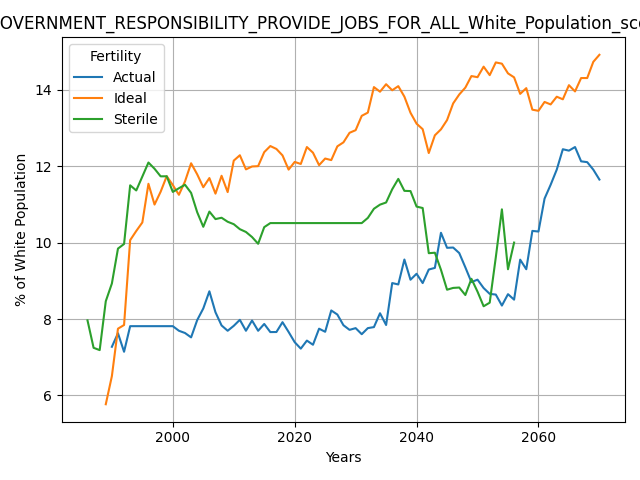 OVERNMENT_RESPONSIBILITY_PROVIDE_JOBS_FOR_ALL_White_Population_sc
Fertility
Actual
Ideal
Sterile
% of White Population
14
12
10
8
6
2000 2020 2040 2060
Years